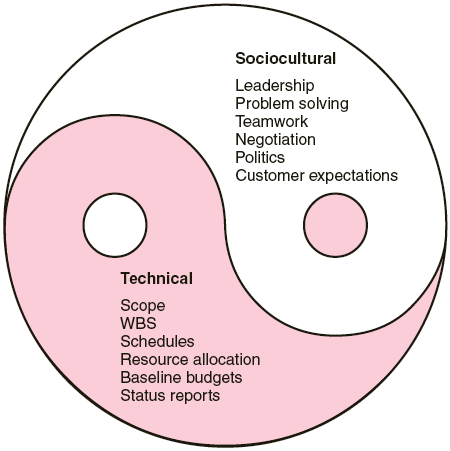 Sociocultural
Leadership
Problem solving
Teamwork
Negotiation
Politics
Customer expectations
Technical
Scope
WBS
Schedules
Resource allocation
Baseline budgets
Status reports